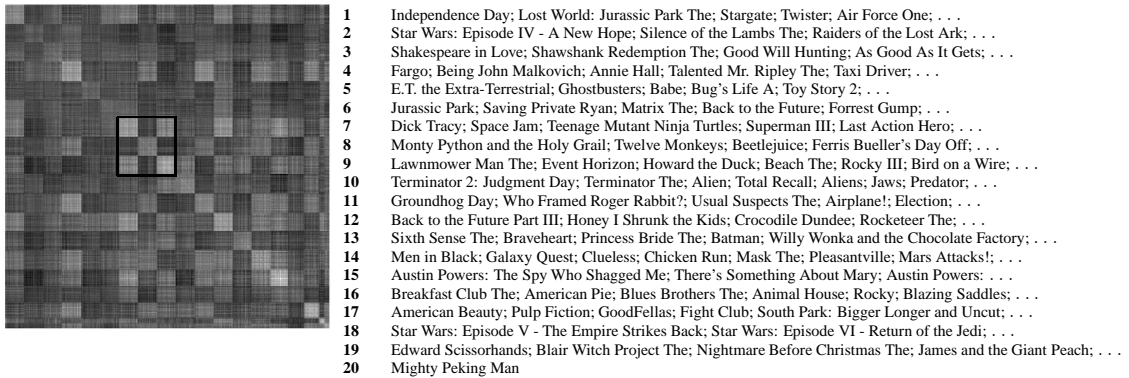 1 Independence Day; Lost World: Jurassic Park The; Stargate; Twister; Air Force One; . . .
2 Star Wars: Episode IV - A New Hope; Silence of the Lambs The; Raiders of the Lost Ark; . . .
3 Shakespeare in Love; Shawshank Redemption The; Good Will Hunting; As Good As It Gets; . . .
4 Fargo; Being John Malkovich; Annie Hall; Talented Mr. Ripley The; Taxi Driver; . . .
5 E.T. the Extra-Terrestrial; Ghostbusters; Babe; Bug's Life A; Toy Story 2; . . .
6 Jurassic Park; Saving Private Ryan; Matrix The; Back to the Future; Forrest Gump; . . .
7 Dick Tracy; Space Jam; Teenage Mutant Ninja Turtles; Superman III; Last Action Hero; . . .
8 Monty Python and the Holy Grail; Twelve Monkeys; Beetlejuice; Ferris Bueller's Day Off; . . .
9 Lawnmower Man The; Event Horizon; Howard the Duck; Beach The; Rocky III; Bird on a Wire; . . .
10 Terminator 2: Judgment Day; Terminator The; Alien; Total Recall; Aliens; Jaws; Predator; . . .
11 Groundhog Day; Who Framed Roger Rabbit?; Usual Suspects The; Airplane!; Election; . . .
12 Back to the Future Part III; Honey I Shrunk the Kids; Crocodile Dundee; Rocketeer The; . . .
13 Sixth Sense The; Braveheart; Princess Bride The; Batman; Willy Wonka and the Chocolate Factory; . . .
14 Men in Black; Galaxy Quest; Clueless; Chicken Run; Mask The; Pleasantville; Mars Attacks!; . . .
15 Austin Powers: The Spy Who Shagged Me; There's Something About Mary; Austin Powers: . . .
16 Breakfast Club The; American Pie; Blues Brothers The; Animal House; Rocky; Blazing Saddles; . . .
17 American Beauty; Pulp Fiction; GoodFellas; Fight Club; South Park: Bigger Longer and Uncut; . . .
18 Star Wars: Episode V - The Empire Strikes Back; Star Wars: Episode VI - Return of the Jedi; . . .
19 Edward Scissorhands; Blair Witch Project The; Nightmare Before Christmas The; James and the Giant Peach; . . .
20 Mighty Peking Man